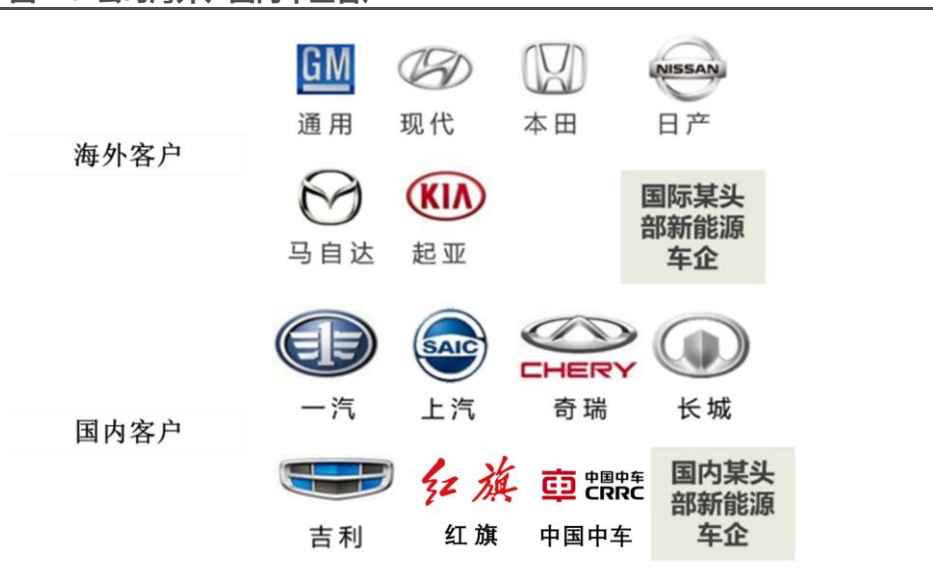 GM
NISSAN
通用
现代
本田
日产
海外客户
KIA
国际某头
部新能源
车企
马自达
起亚
SAIC
CHERY
一汽
上汽
奇瑞
长城
国内客户
红旗
中国中车
CRRC
国内某头
部新能源
车企
吉利
红旗
中国中车